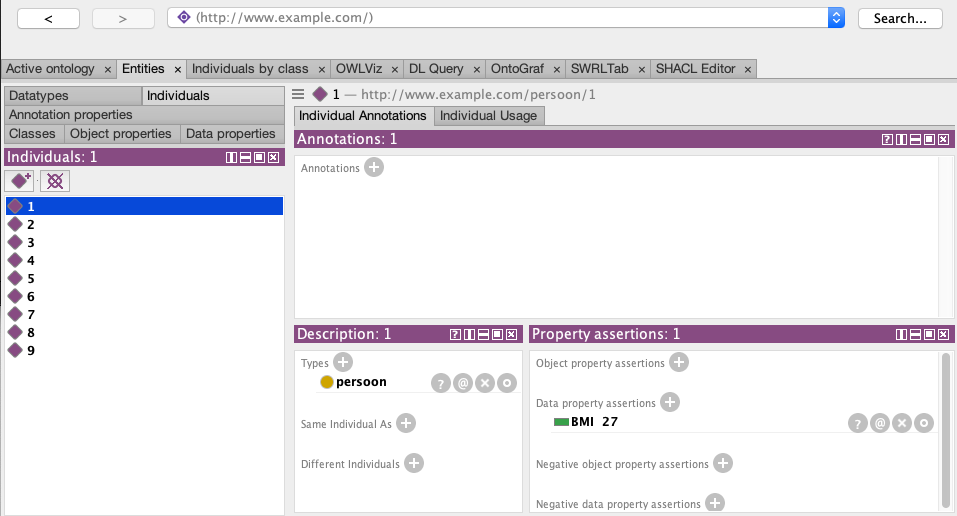 < > (http://www.example.com/) Search...
Active ontology × Entities × Individuals by class × OWLViz × DL Query × OntoGraf × SWRLTab × SHACL Editor ×
Datatypes Individuals
Annotation properties
Classes Object properties Data properties
Individuals: 1
1
2
3
4
5
6
7
8
9
1 — http://www.example.com/persoon/1
Individual Annotations Individual Usage
Annotations: 1
Annotations
Description: 1
Types
persoon
Same Individual As
Different Individuals
Property assertions: 1
Object property assertions
Data property assertions
BMI 27
Negative object property assertions
Negative data property assertions